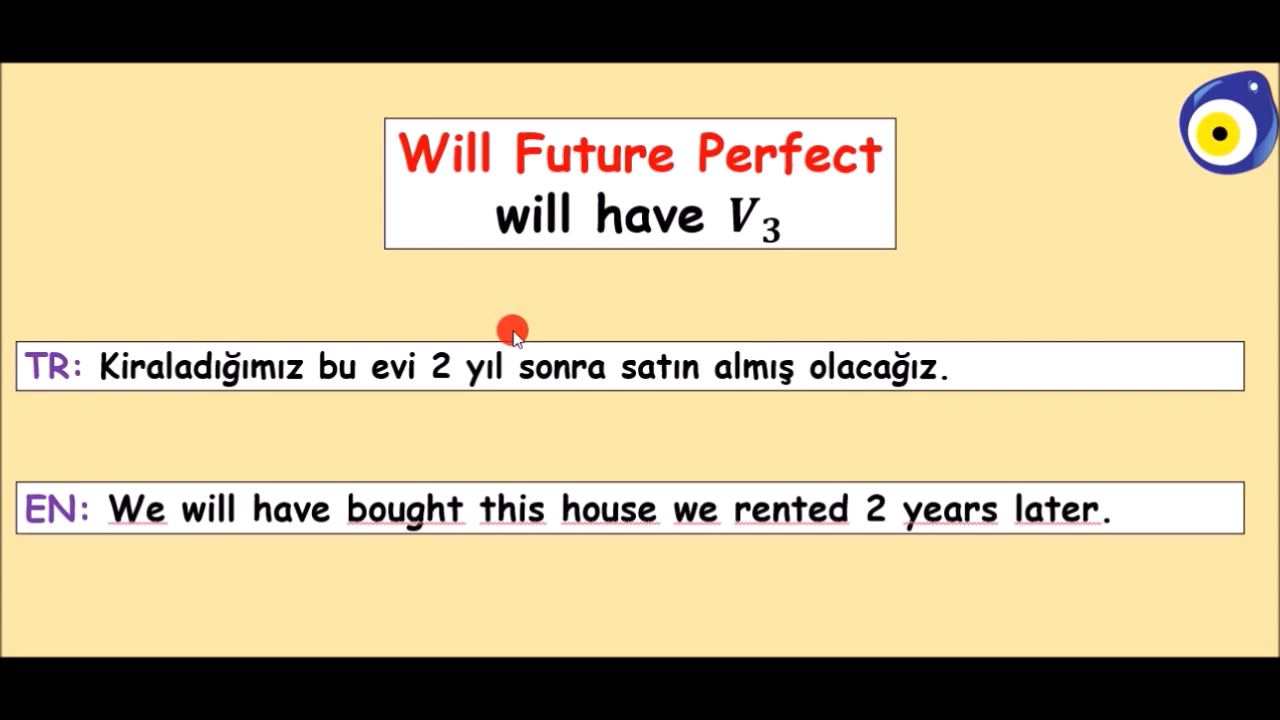 Will Future Perfect
will have V₃
TR: Kiraladığımız bu evi 2 yıl sonra satın almış olacağız.
EN: We will have bought this house we rented 2 years later.